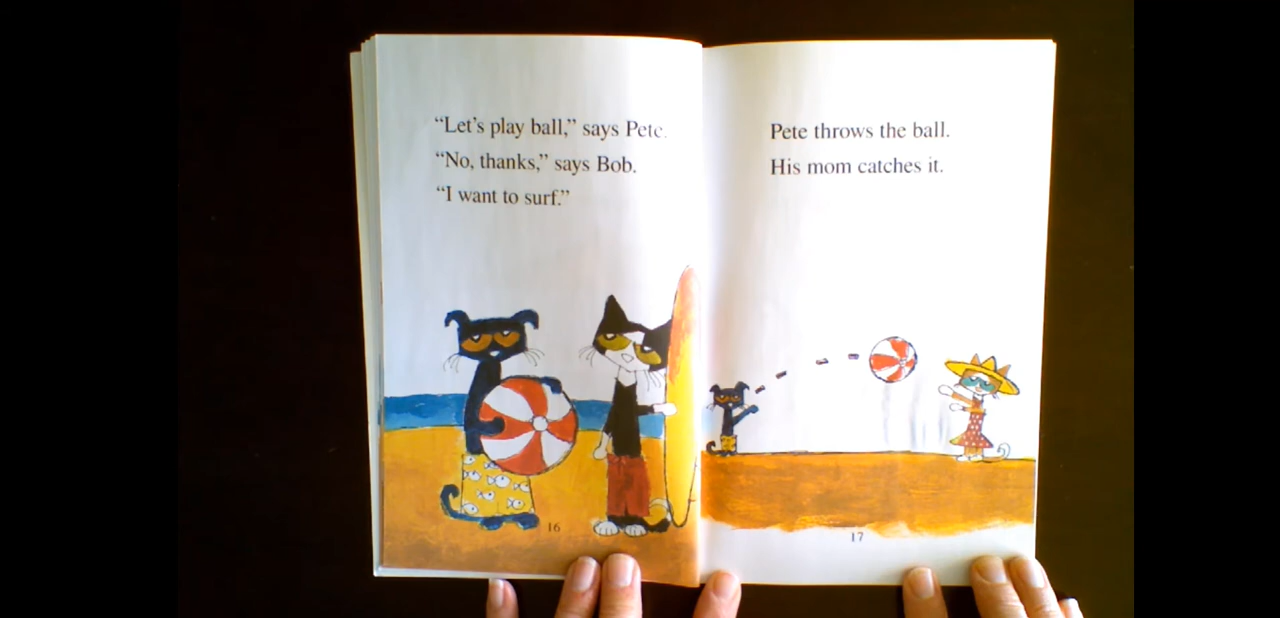 “Let’s play ball,” says Pete.
“No, thanks,” says Bob.
“I want to surf.”
16
Pete throws the ball.
His mom catches it.
17